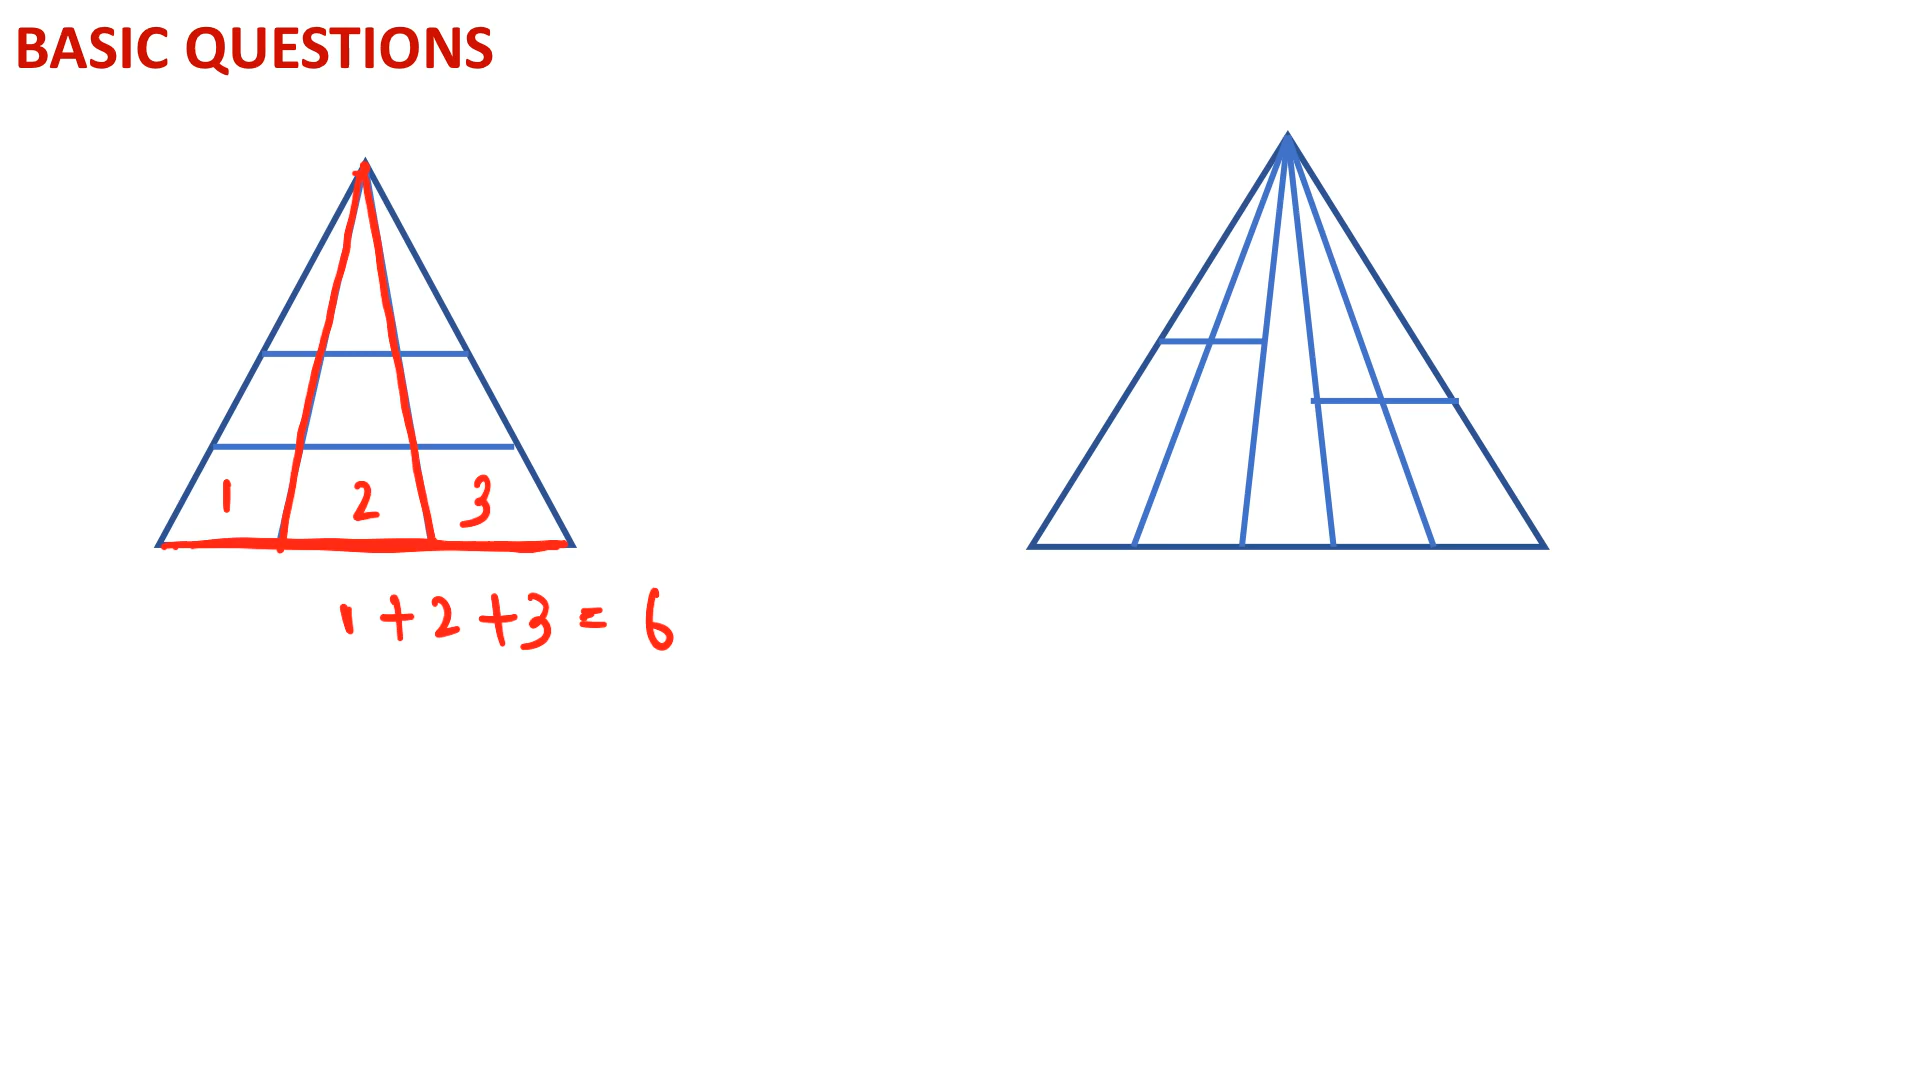 BASIC QUESTIONS
1 2 3
1 + 2 + 3 = 6